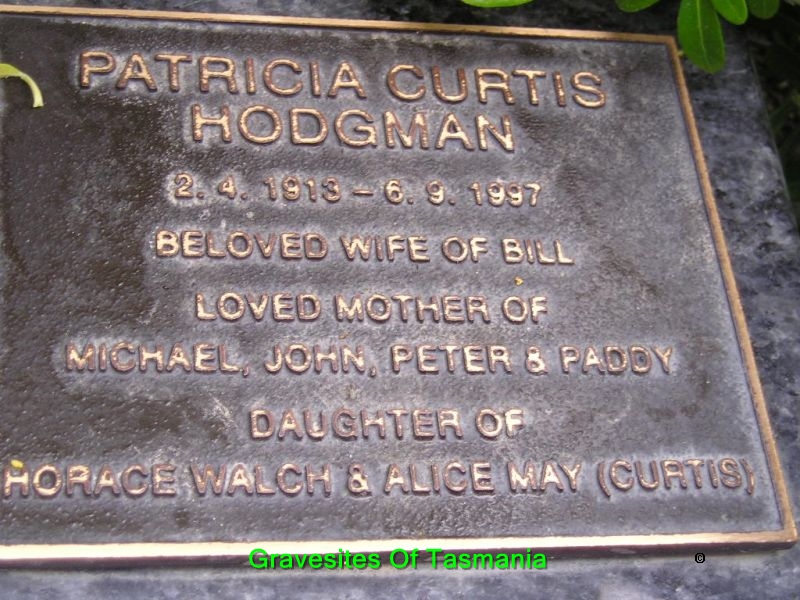 PATRICIA CURTIS
HODGMAN
2. 4. 1913 – 6. 9. 1997
BELOVED WIFE OF BILL
LOVED MOTHER OF
MICHAEL, JOHN, PETER & PADDY
DAUGHTER OF
HORACE WALCH & ALICE MAY (CURTIS)
Gravesites Of Tasmania ©